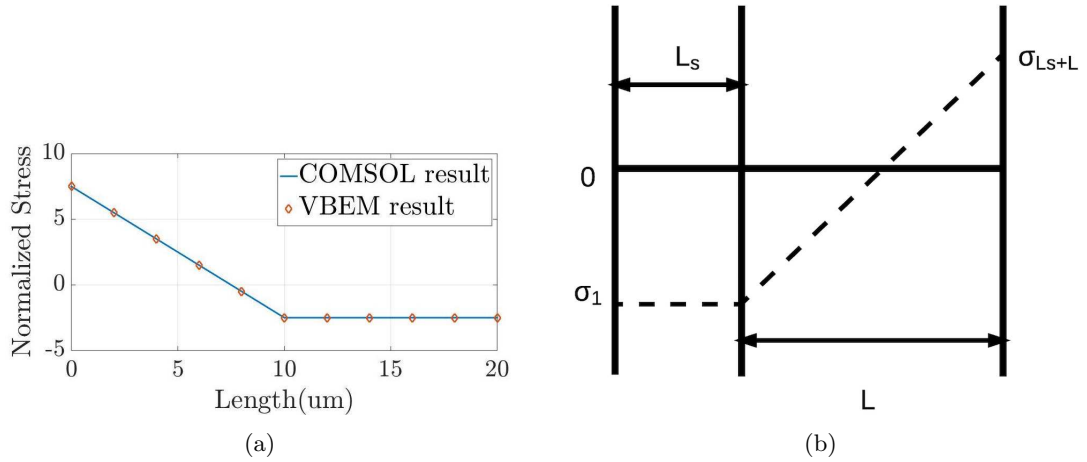 10
5
0
-5
Normalized Stress
COMSOL result
VBEM result
0 5 10 15 20
Length(um)
(a)
Ls
σLs+L
0
σ1
L
(b)